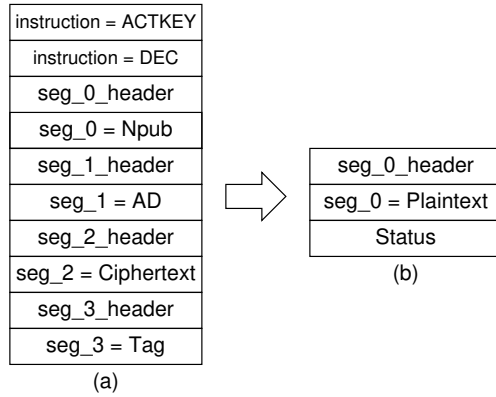 instruction = ACTKEY
instruction = DEC
seg_0_header
seg_0 = Npub
seg_1_header
seg_1 = AD
seg_2_header
seg_2 = Ciphertext
seg_3_header
seg_3 = Tag
(a)
seg_0_header
seg_0 = Plaintext
Status
(b)